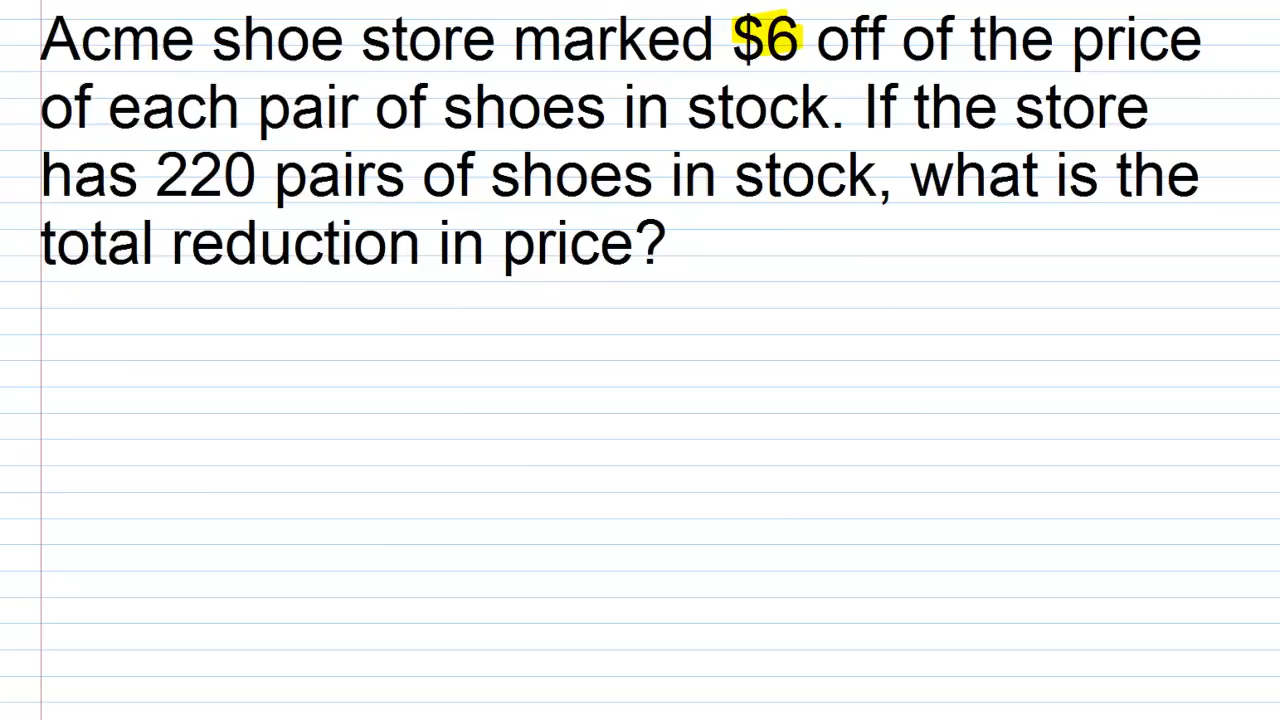 Acme shoe store marked $6 off of the price
of each pair of shoes in stock. If the store
has 220 pairs of shoes in stock, what is the
total reduction in price?